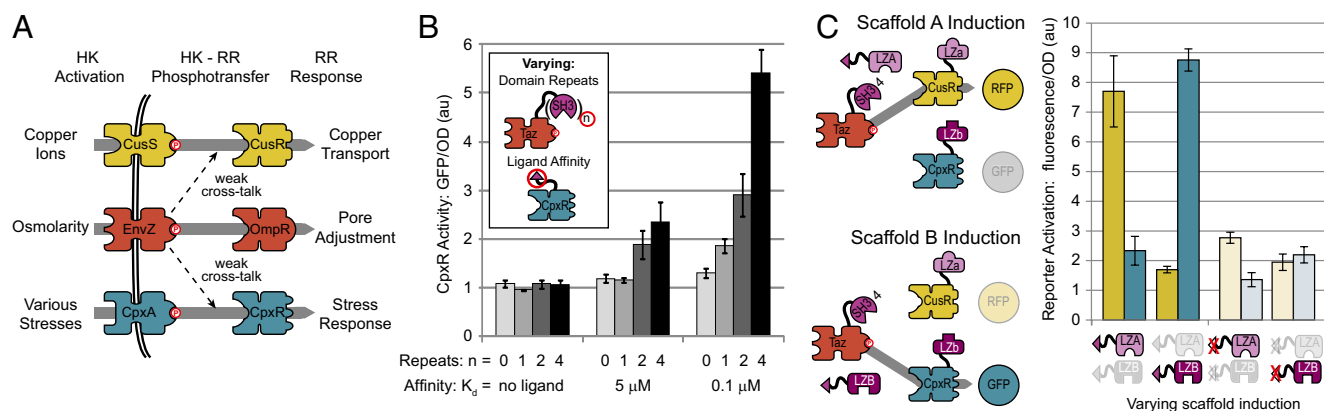 A
HK
Activation
HK - RR
Phosphotransfer
RR
Response
Copper
Ions
CusS
P
CusR
Copper
Transport
weak
cross-talk
Osmolarity
EnvZ
P
OmpR
Pore
Adjustment
weak
cross-talk
Various
Stresses
CpxA
P
CpxR
Stress
Response
B
CpxR Activity: GFP/OD (au)
6
5
4
3
2
1
0
Varying:
Domain Repeats
SH3
n
Taz
P
Ligand Affinity
CpxR
Repeats: n = 0 1 2 4 0 1 2 4 0 1 2 4
Affinity: Kd = no ligand 5 μM 0.1 μM
C
Scaffold A Induction
LZA
LZa
SH3 4
CusR
RFP
Taz
P
LZb
CpxR
GFP
Scaffold B Induction
LZa
SH3 4
CusR
RFP
Taz
P
LZb
LZB
CpxR
GFP
Reporter Activation: fluorescence/OD (au)
10
9
8
7
6
5
4
3
2
1
0
LZA LZA LZA LZA
LZB LZB LZB LZB
Varying scaffold induction